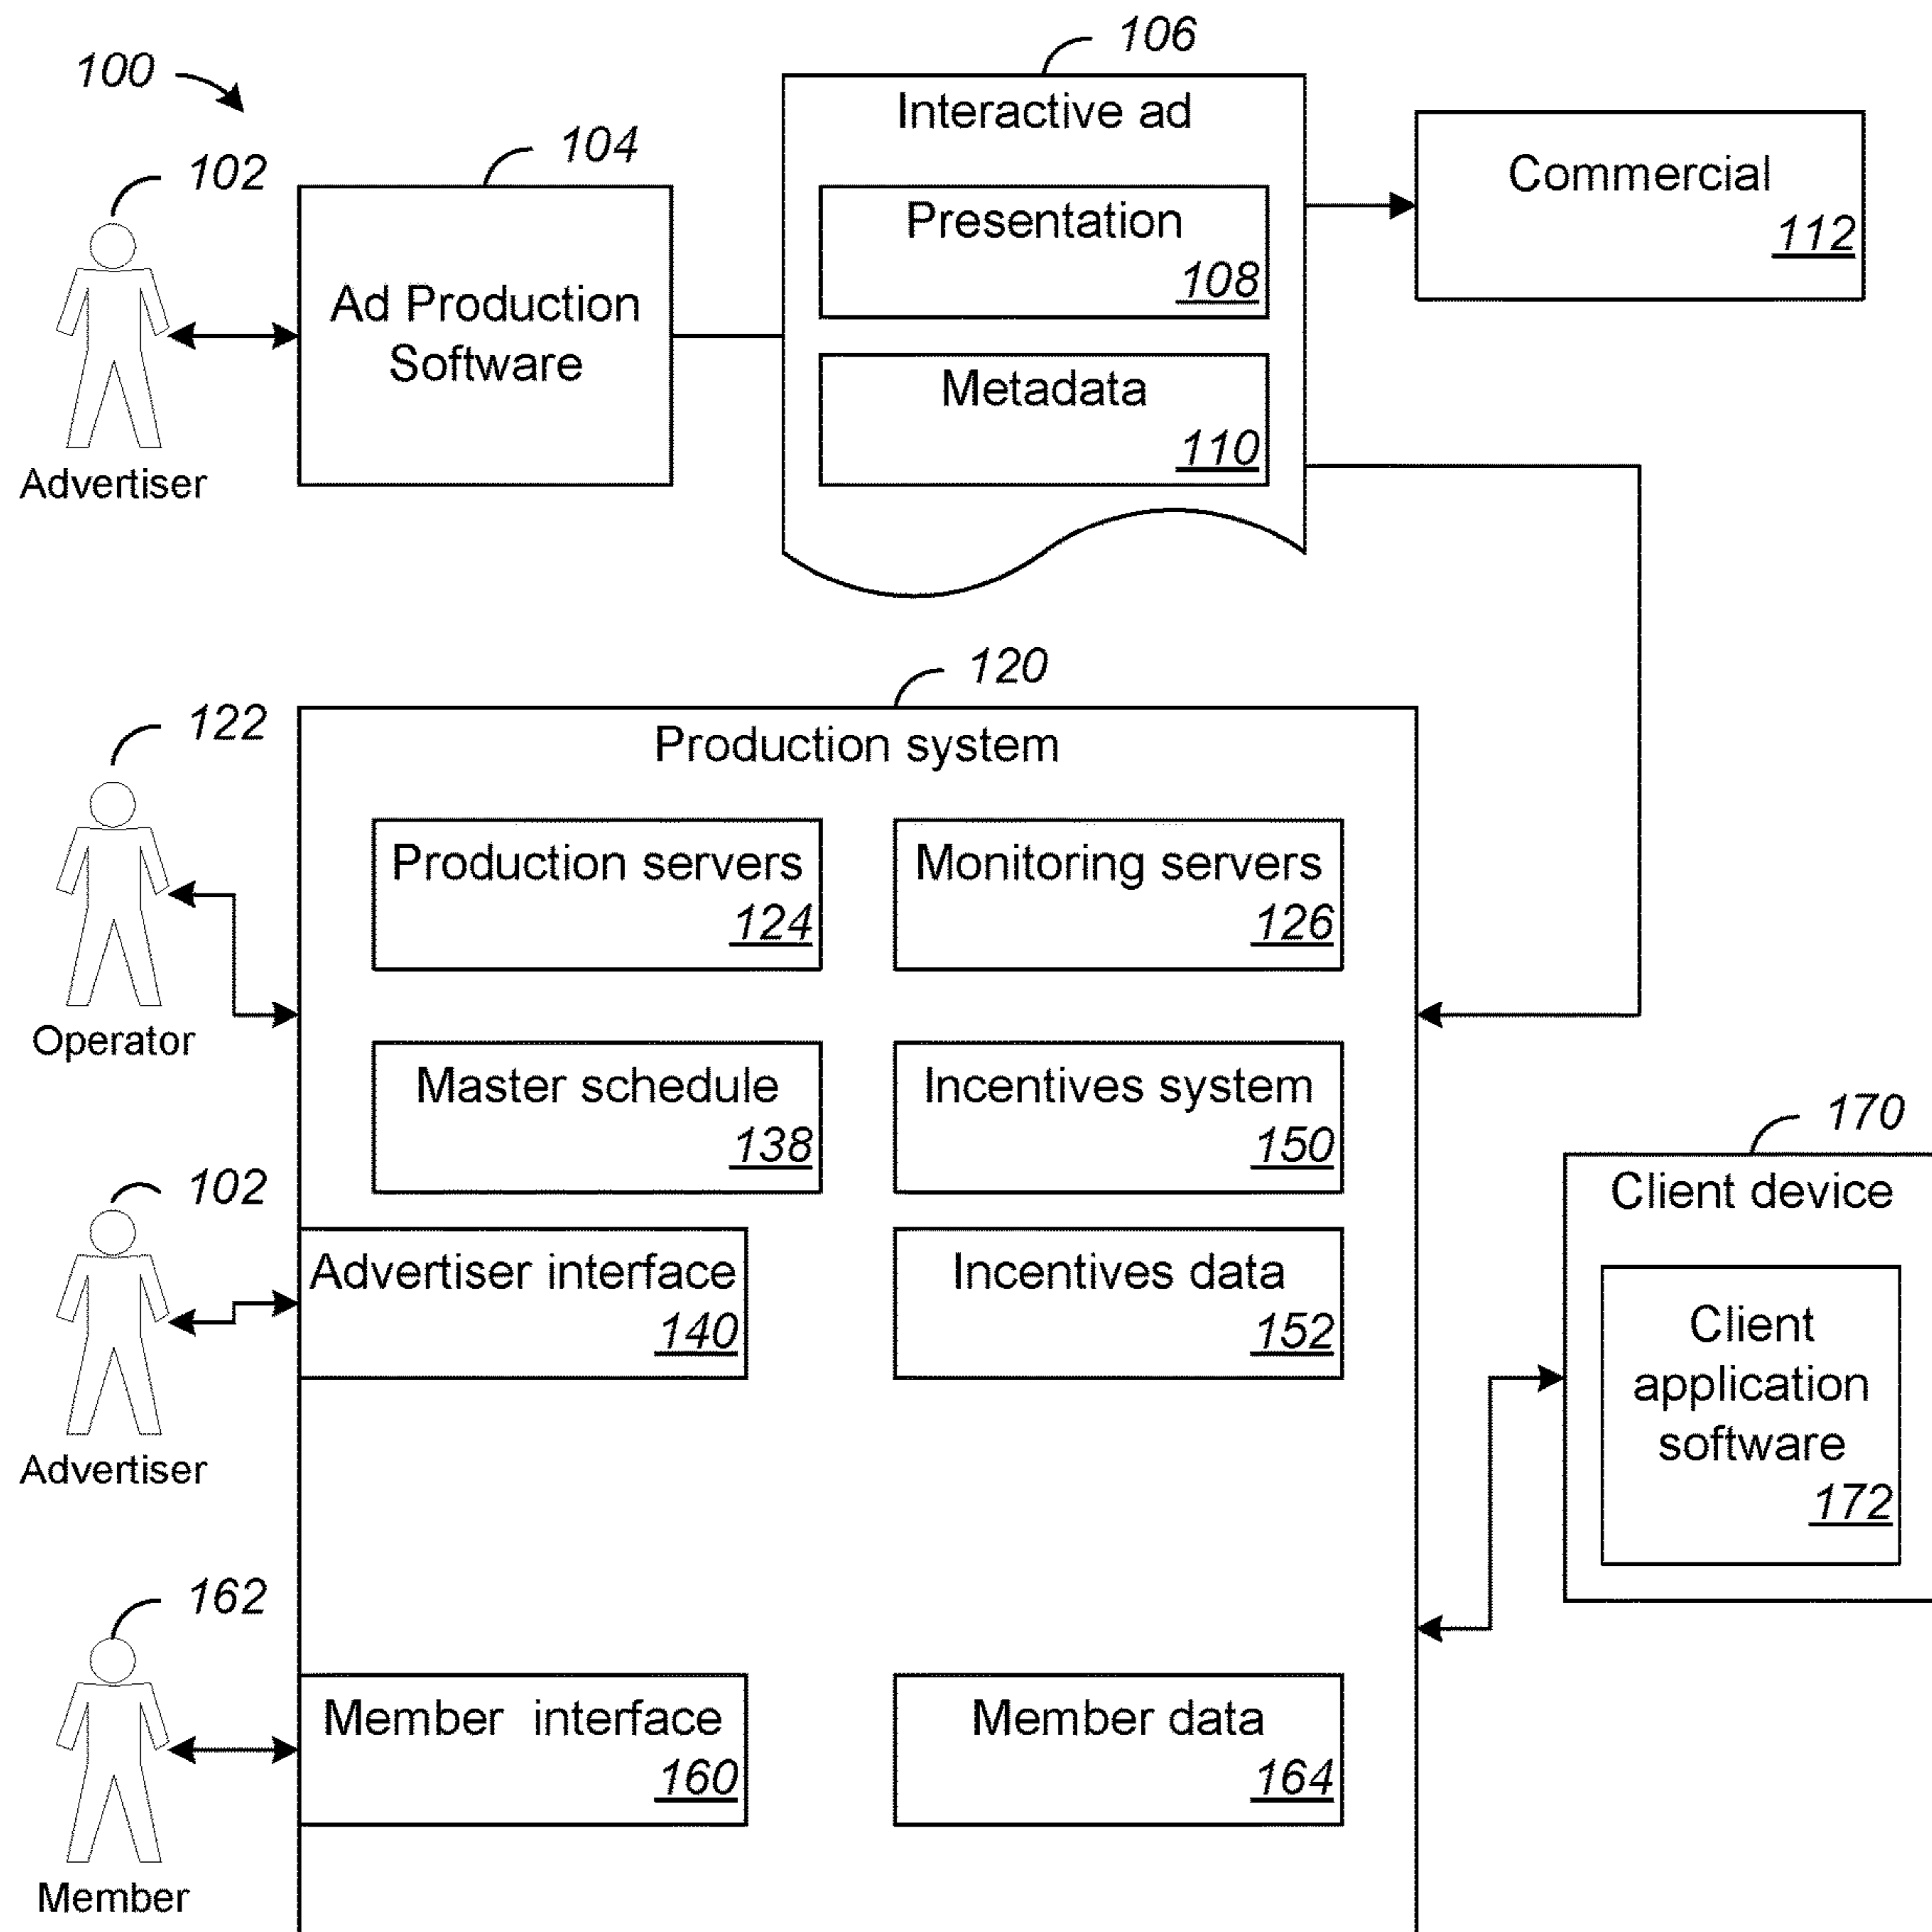 100
102
Advertiser
104
Ad Production
Software
106
Interactive ad
Presentation
108
Metadata
110
Commercial
112
120
Production system
122
Operator
Production servers
124
Monitoring servers
126
Master schedule
138
Incentives system
150
102
Advertiser
Advertiser interface
140
Incentives data
152
170
Client device
Client
application
software
172
162
Member
Member interface
160
Member data
164